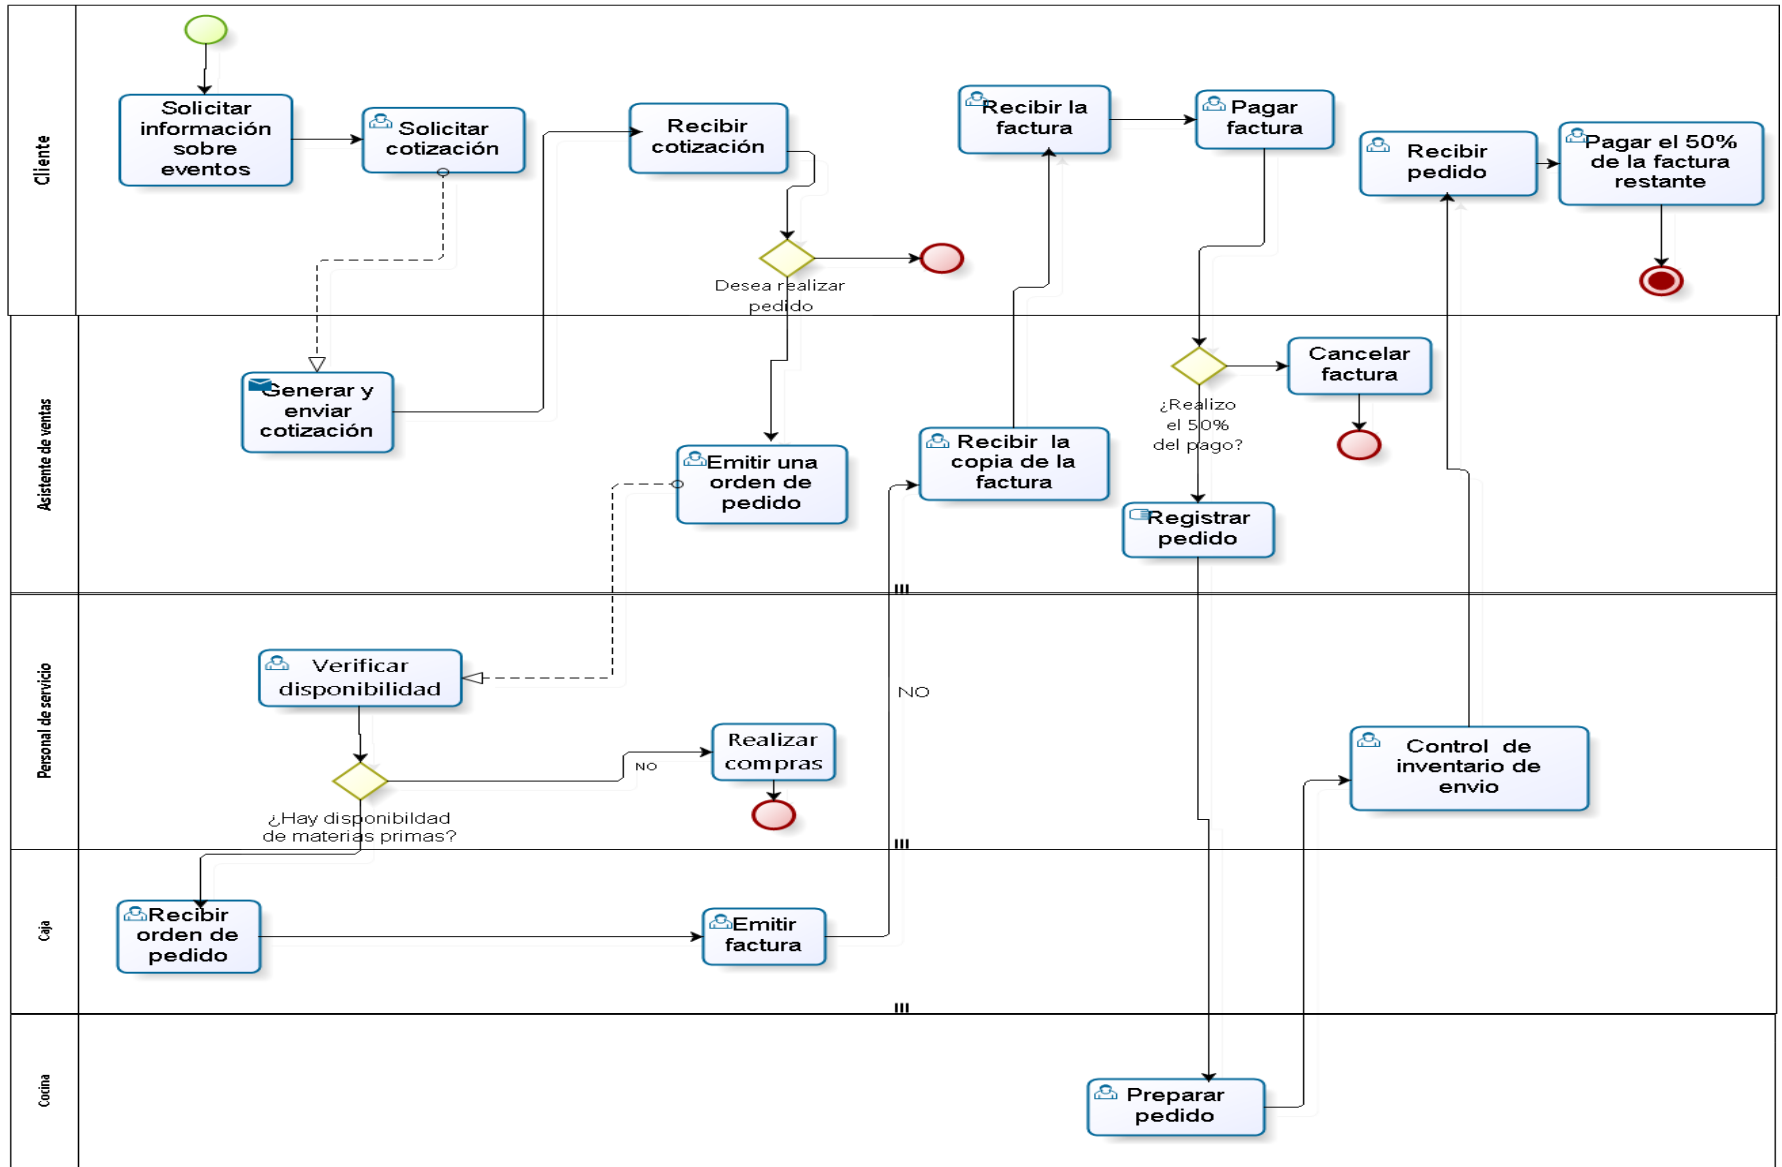 Cliente
Solicitar
información
sobre
eventos
Solicitar
cotización
Recibir
cotización
Desea realizar
pedido
Recibir la
factura
Pagar
factura
Recibir
pedido
Pagar el 50%
de la factura
restante
Asistente de ventas
Generar y
enviar
cotización
Emitir una
orden de
pedido
Recibir la
copia de la
factura
¿Realizo
el 50%
del pago?
Cancelar
factura
Registrar
pedido
Personal de servicio
Verificar
disponibilidad
¿Hay disponibildad
de materias primas?
NO
Realizar
compras
NO
Control de
inventario de
envio
Caja
Recibir
orden de
pedido
Emitir
factura
Cocina
Preparar
pedido